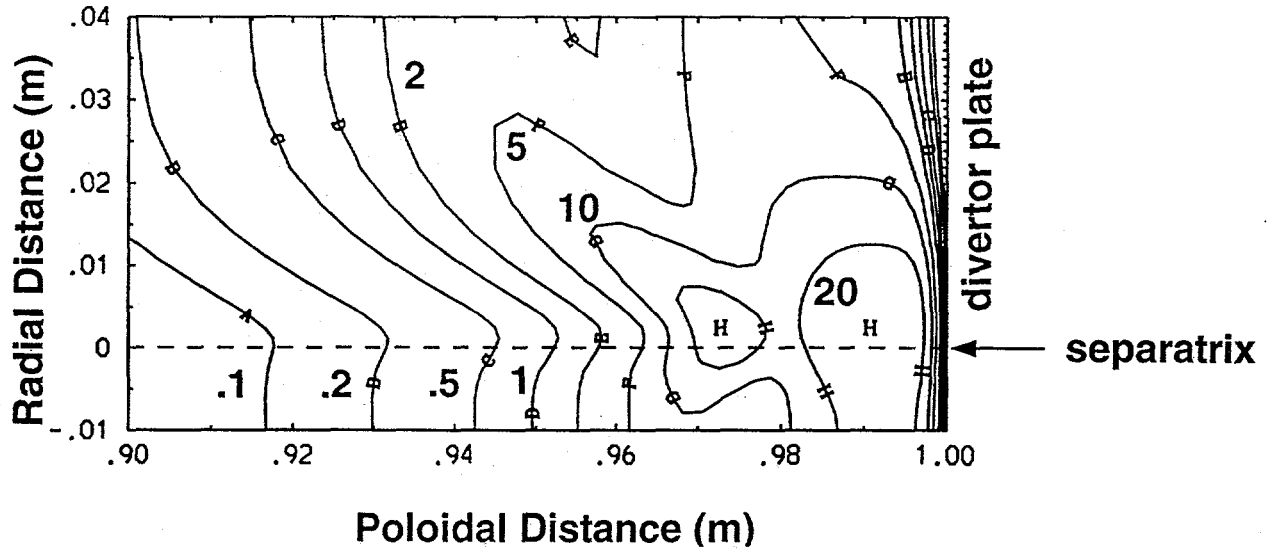 .04
.03
.02
.01
0
-.01
Radial Distance (m)
2
5
10
20
.1 .2 .5 1
H H
.90 .92 .94 .96 .98 1.00
Poloidal Distance (m)
divertor plate
separatrix